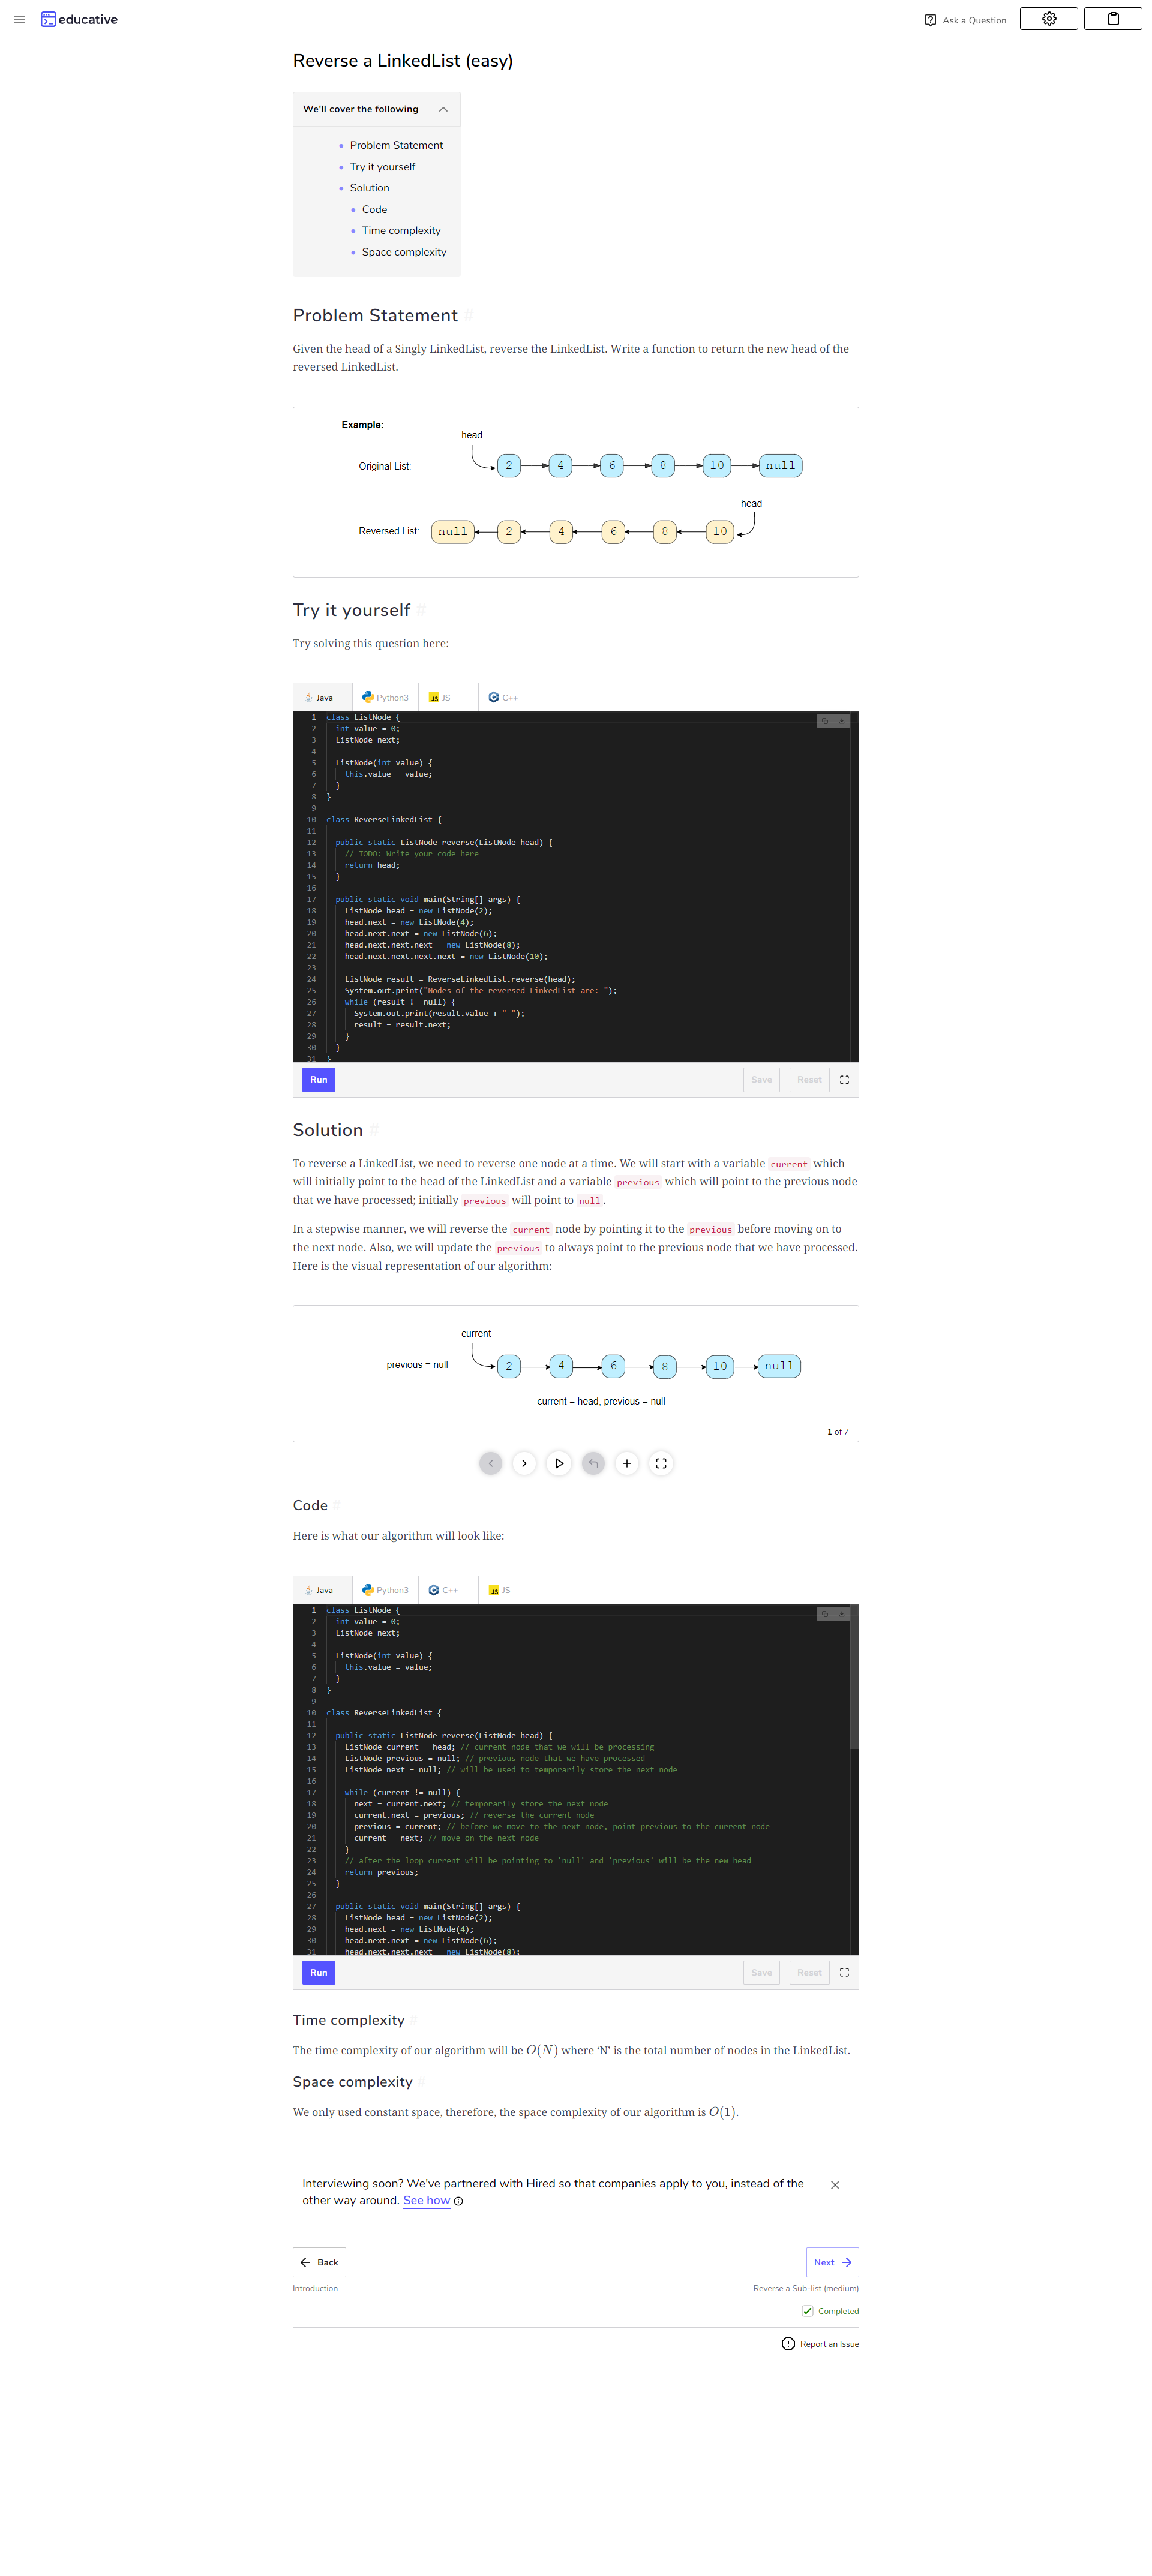 educative
Ask a Question
Reverse a LinkedList (easy)
We'll cover the following
Problem Statement
Try it yourself
Solution
Code
Time complexity
Space complexity
Problem Statement #
Given the head of a Singly LinkedList, reverse the LinkedList. Write a function to return the new head of the
reversed LinkedList.
Example:
head
Original List:
2 4 6 8 10 null
head
Reversed List:
null 2 4 6 8 10
Try it yourself #
Try solving this question here:
Java Python3 JS JS C++
1 class ListNode {
2   int value = 0;
3   ListNode next;
4
5   ListNode(int value) {
6     this.value = value;
7   }
8 }
9
10 class ReverseLinkedList {
11
12   public static ListNode reverse(ListNode head) {
13     // TODO: Write your code here
14     return head;
15   }
16
17   public static void main(String[] args) {
18     ListNode head = new ListNode(2);
19     head.next = new ListNode(4);
20     head.next.next = new ListNode(6);
21     head.next.next.next = new ListNode(8);
22     head.next.next.next.next = new ListNode(10);
23
24     ListNode result = ReverseLinkedList.reverse(head);
25     System.out.print("Nodes of the reversed LinkedList are: ");
26     while (result != null) {
27       System.out.print(result.value + " ");
28       result = result.next;
29     }
30   }
31 }
Run Save Reset
Solution #
To reverse a LinkedList, we need to reverse one node at a time. We will start with a variable current which
will initially point to the head of the LinkedList and a variable previous which will point to the previous node
that we have processed; initially previous will point to null.
In a stepwise manner, we will reverse the current node by pointing it to the previous before moving on to
the next node. Also, we will update the previous to always point to the previous node that we have processed.
Here is the visual representation of our algorithm:
current
previous = null
2 4 6 8 10 null
current = head, previous = null
1 of 7
Code #
Here is what our algorithm will look like:
Java Python3 C++ JS JS
1 class ListNode {
2   int value = 0;
3   ListNode next;
4
5   ListNode(int value) {
6     this.value = value;
7   }
8 }
9
10 class ReverseLinkedList {
11
12   public static ListNode reverse(ListNode head) {
13     ListNode current = head; // current node that we will be processing
14     ListNode previous = null; // previous node that we have processed
15     ListNode next = null; // will be used to temporarily store the next node
16
17     while (current != null) {
18       next = current.next; // temporarily store the next node
19       current.next = previous; // reverse the current node
20       previous = current; // before we move to the next node, point previous to the current node
21       current = next; // move on the next node
22     }
23     // after the loop current will be pointing to 'null' and 'previous' will be the new head
24     return previous;
25   }
26
27   public static void main(String[] args) {
28     ListNode head = new ListNode(2);
29     head.next = new ListNode(4);
30     head.next.next = new ListNode(6);
31     head.next.next.next = new ListNode(8);
Run Save Reset
Time complexity #
The time complexity of our algorithm will be O(N) where ‘N’ is the total number of nodes in the LinkedList.
Space complexity #
We only used constant space, therefore, the space complexity of our algorithm is O(1).
Interviewing soon? We've partnered with Hired so that companies apply to you, instead of the
other way around. See how
Back
Next
Introduction
Reverse a Sub-list (medium)
Completed
Report an Issue